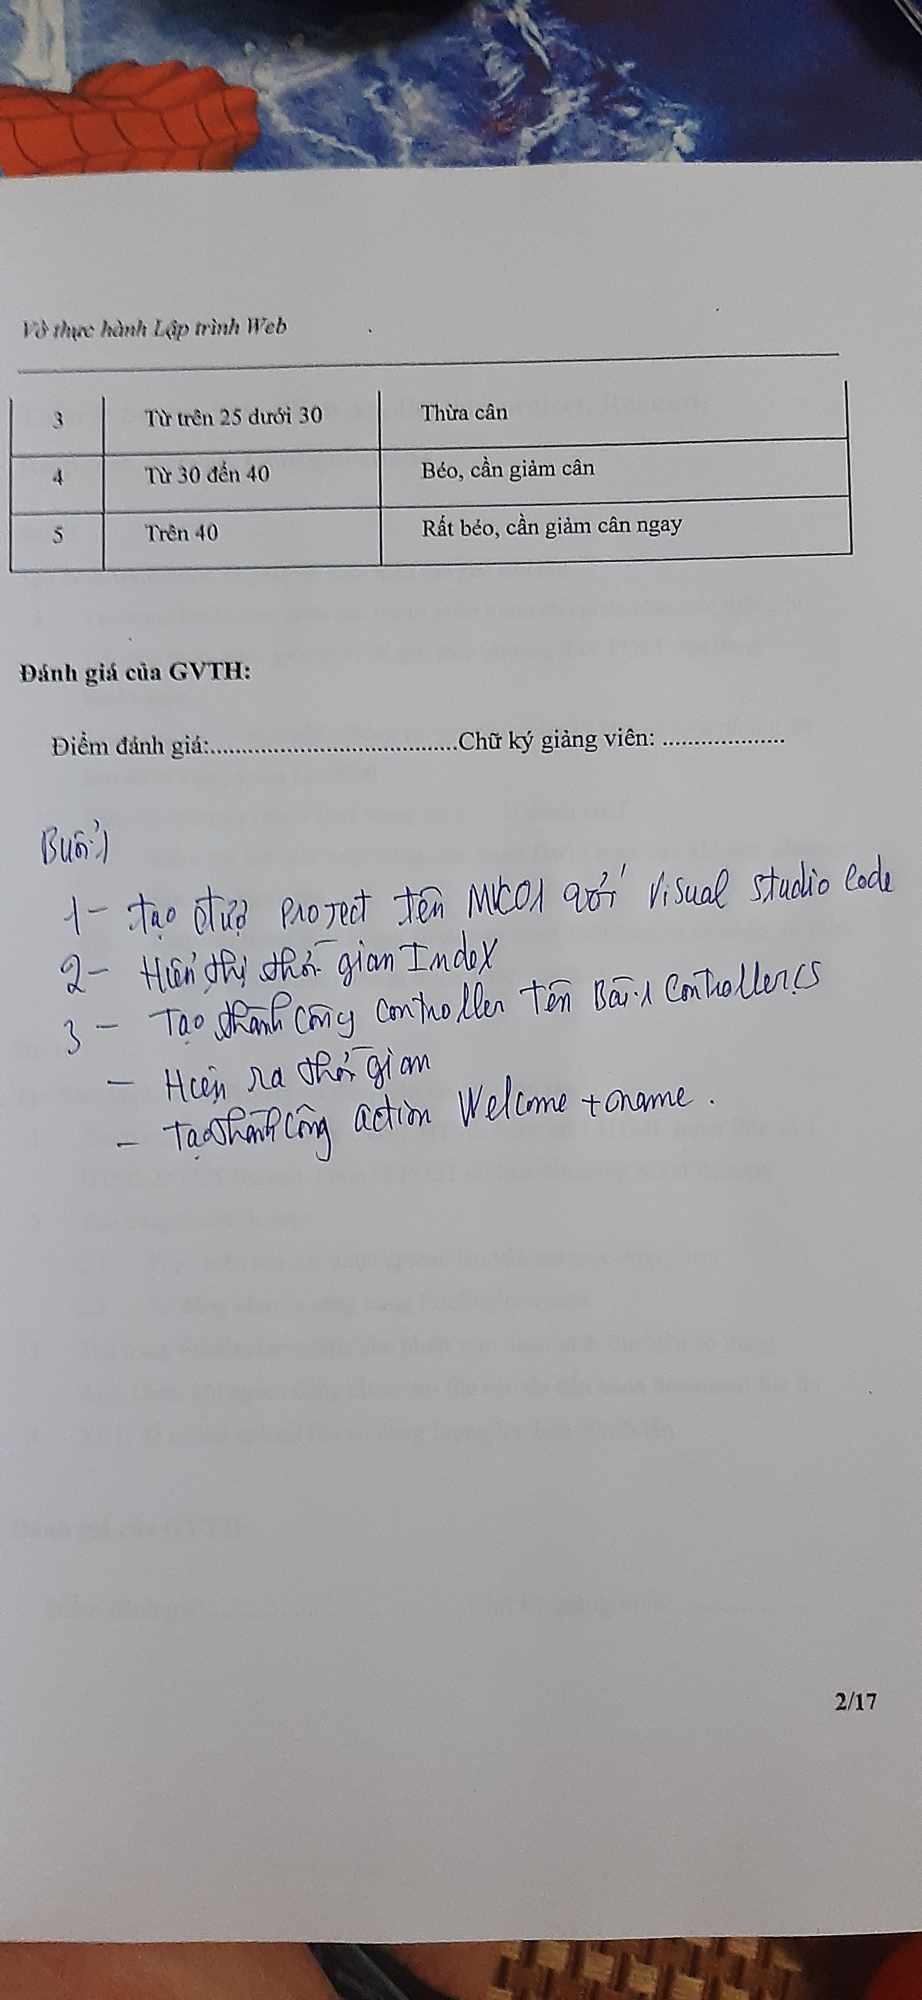 Vở thực hành Lập trình Web
3 Từ trên 25 dưới 30 Thừa cân
4 Từ 30 đến 40 Béo, cần giảm cân
5 Trên 40 Rất béo, cần giảm cân ngay
Đánh giá của GVTH:
Điểm đánh giá:.......................................Chữ ký giảng viên: ...................
Buổi 1
1- tạo được project tên với Visual Studio Code
2- Hiển thị thời gian Index
3 - Tạo thành công controller tên Bài1Controller.cs
- Hiện ra thời gian
- Tạo thành công action Welcome + name.
2/17